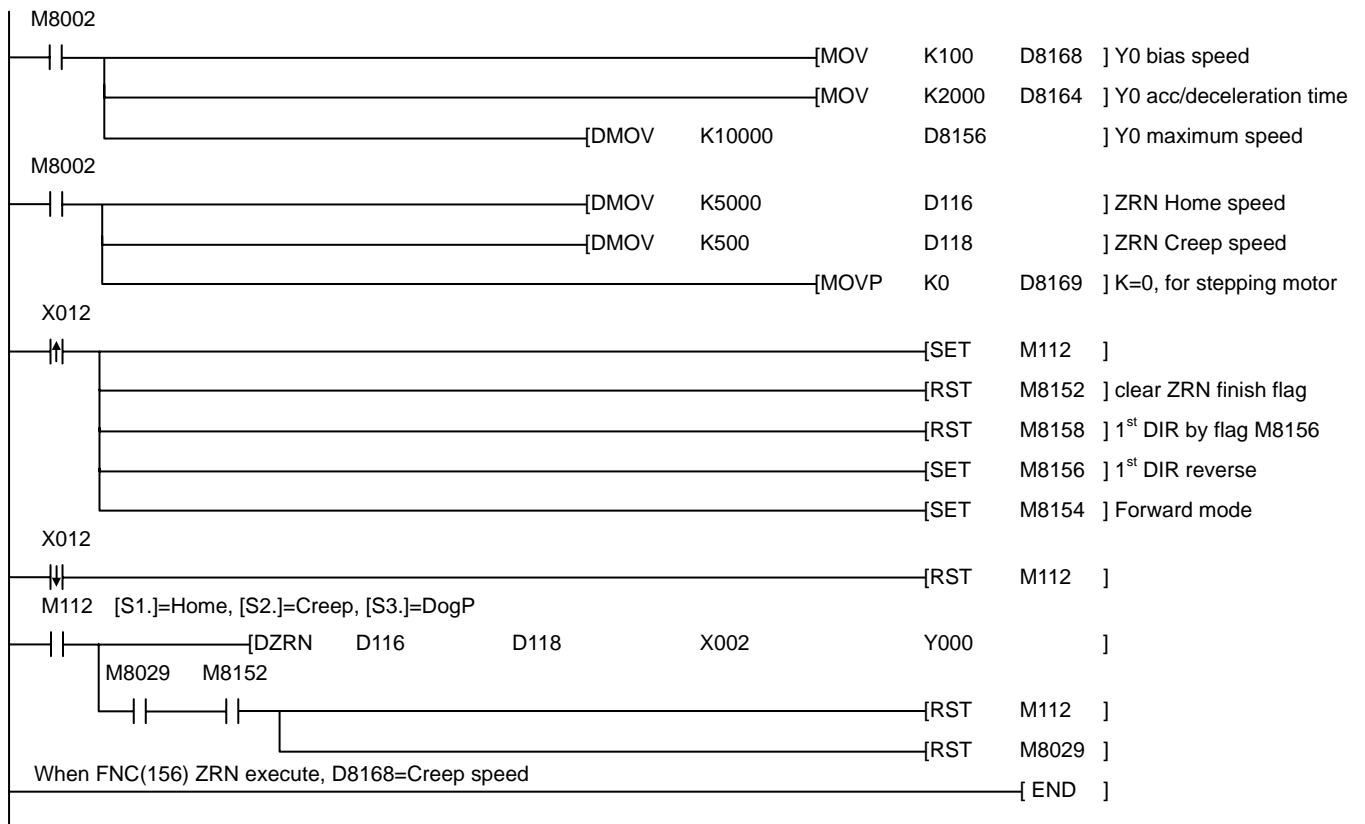 M8002
[MOV K100 D8168 ] Y0 bias speed
[MOV K2000 D8164 ] Y0 acc/deceleration time
[DMOV K10000 D8156 ] Y0 maximum speed
M8002
[DMOV K5000 D116 ] ZRN Home speed
[DMOV K500 D118 ] ZRN Creep speed
[MOVP K0 D8169 ] K=0, for stepping motor
X012
[SET M112 ]
[RST M8152 ] clear ZRN finish flag
[RST M8158 ] 1st DIR by flag M8156
[SET M8156 ] 1st DIR reverse
[SET M8154 ] Forward mode
X012
[RST M112 ]
M112 [S1.]=Home, [S2.]=Creep, [S3.]=DogP
[DZRN D116 D118 X002 Y000 ]
M8029 M8152
[RST M112 ]
[RST M8029 ]
When FNC(156) ZRN execute, D8168=Creep speed
[ END ]